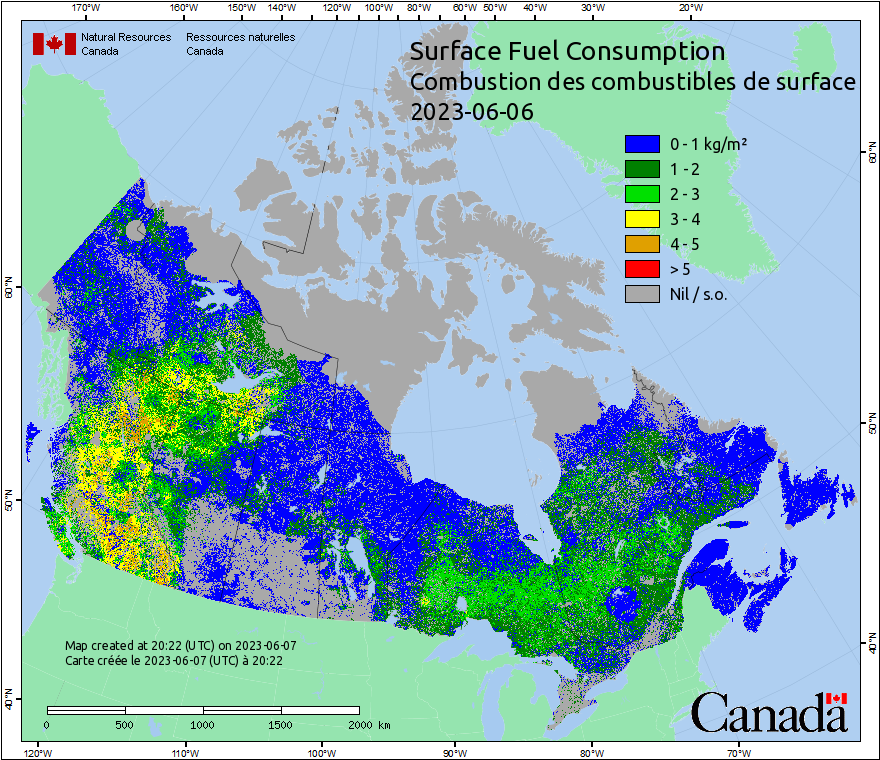 170°W 160°W 150°W 140°W 130°W 120°W 110°W 100°W 90°W 80°W 70°W 60°W 50°W 40°W 30°W 20°W
Natural Resources Canada
Ressources naturelles Canada
Surface Fuel Consumption
Combustion des combustibles de surface
2023-06-06
0 - 1 kg/m²
1 - 2
2 - 3
3 - 4
4 - 5
> 5
Nil / s.o.
60°N
60°N
50°N
50°N
40°N
40°N
Map created at 20:22 (UTC) on 2023-06-07
Carte créée le 2023-06-07 (UTC) à 20:22
0 500 1000 1500 2000 km
Canada
120°W 110°W 100°W 90°W 80°W 70°W